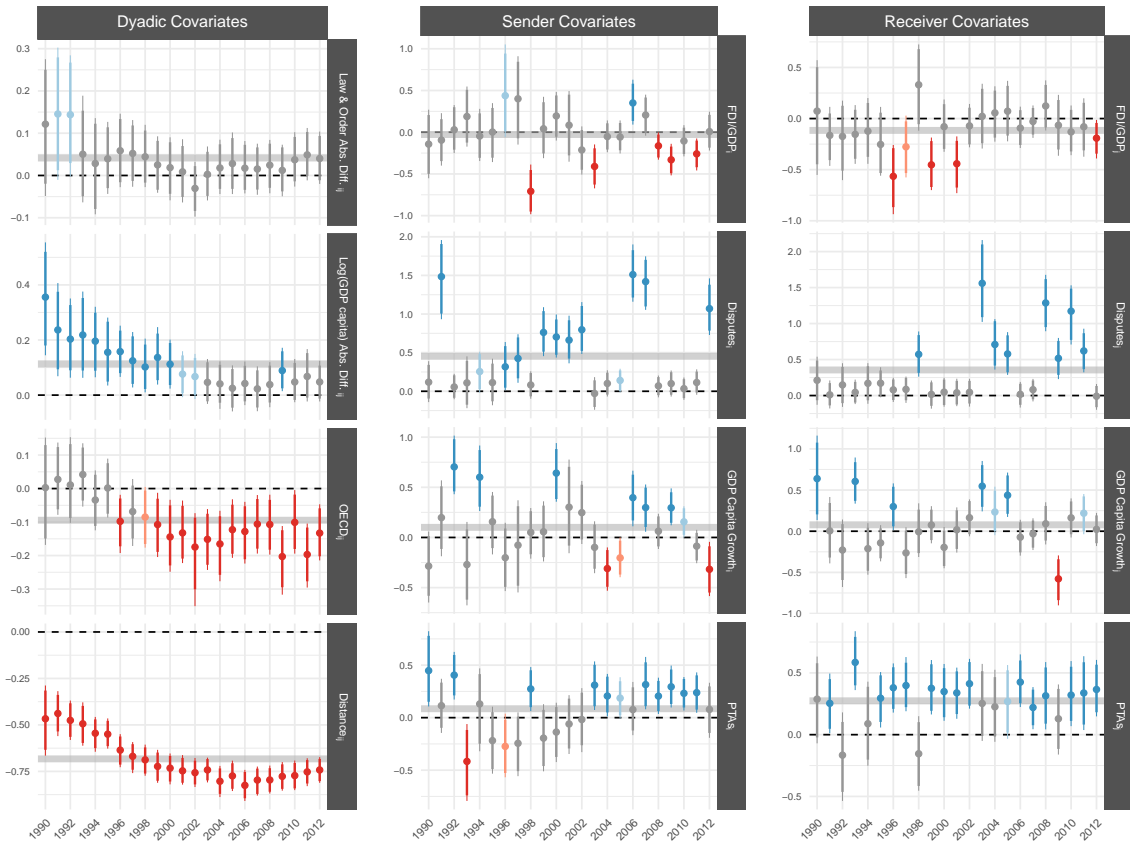 Dyadic Covariates
Sender Covariates
Receiver Covariates
0.3
0.2
0.1
0.0
−0.1
Law & Order Abs. Diff. ij
1.0
0.5
0.0
−0.5
−1.0
FDI/GDPi
0.5
0.0
−0.5
−1.0
FDI/GDPj
0.4
0.2
0.0
Log(GDP capita) Abs. Diff. ij
2.0
1.5
1.0
0.5
0.0
Disputesi
2.0
1.5
1.0
0.5
0.0
Disputesj
0.1
0.0
−0.1
−0.2
−0.3
OECDij
1.0
0.5
0.0
−0.5
GDP Capita Growthi
1.0
0.5
0.0
−0.5
−1.0
GDP Capita Growthj
0.00
−0.25
−0.50
−0.75
Distanceij
0.5
0.0
−0.5
PTAsi
0.5
0.0
−0.5
PTAsj
1990 1992 1994 1996 1998 2000 2002 2004 2006 2008 2010 2012
1990 1992 1994 1996 1998 2000 2002 2004 2006 2008 2010 2012
1990 1992 1994 1996 1998 2000 2002 2004 2006 2008 2010 2012